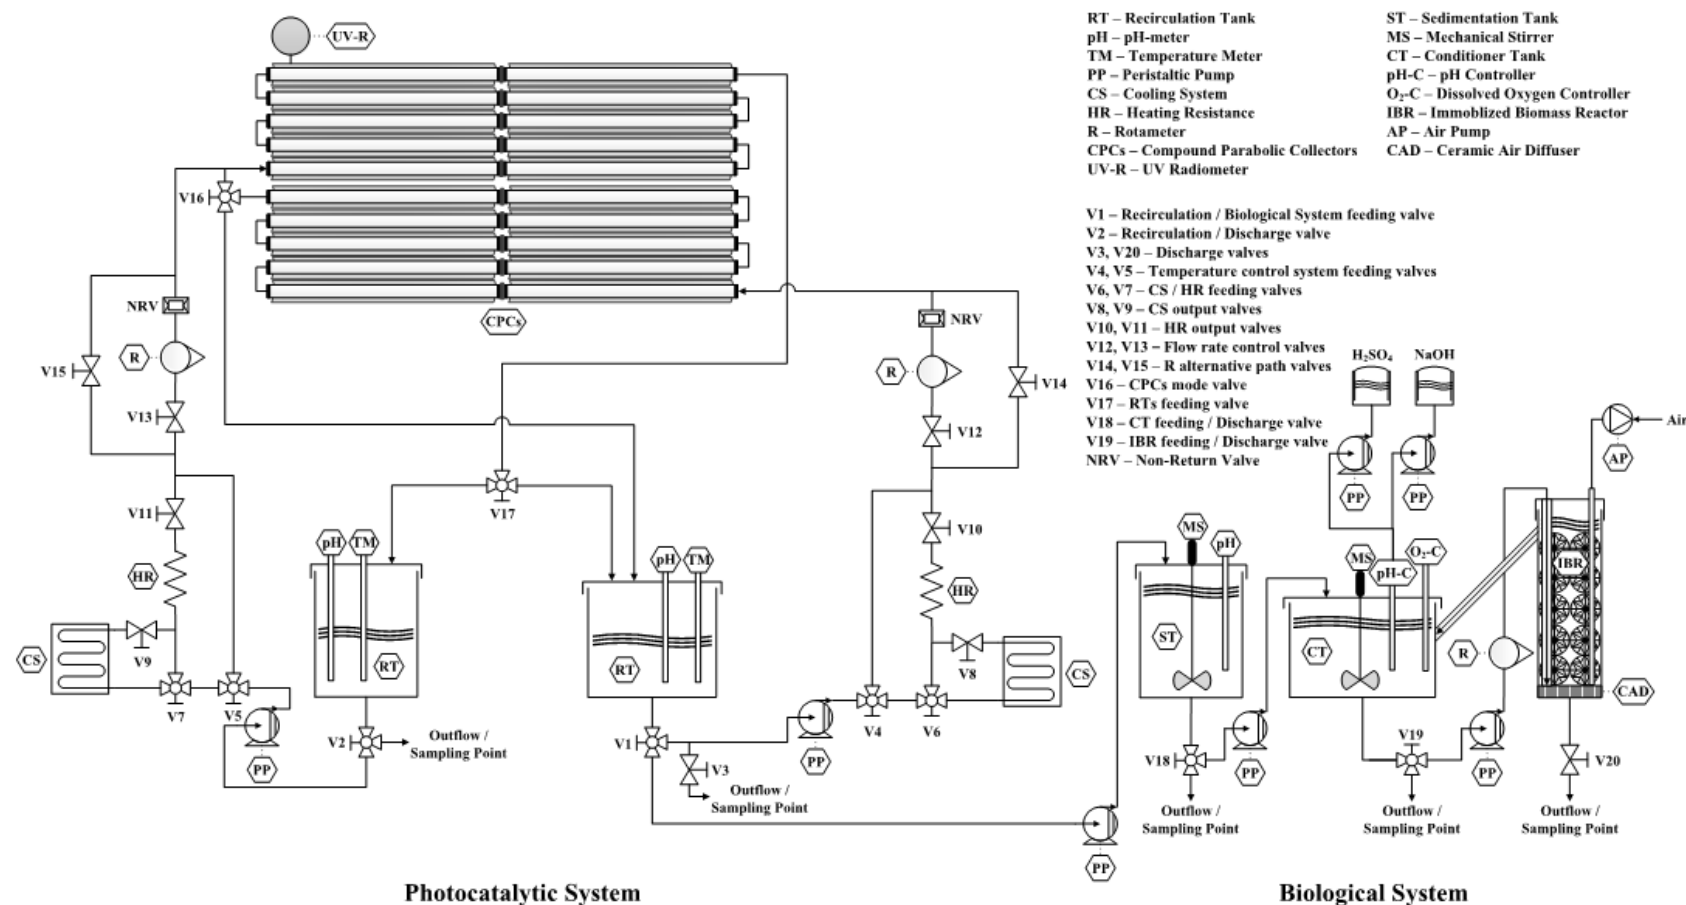 RT – Recirculation Tank
pH – pH-meter
TM – Temperature Meter
PP – Peristaltic Pump
CS – Cooling System
HR – Heating Resistance
R – Rotameter
CPCs – Compound Parabolic Collectors
UV-R – UV Radiometer
ST – Sedimentation Tank
MS – Mechanical Stirrer
CT – Conditioner Tank
pH-C – pH Controller
O₂-C – Dissolved Oxygen Controller
IBR – Immoblized Biomass Reactor
AP – Air Pump
CAD – Ceramic Air Diffuser
V1 – Recirculation / Biological System feeding valve
V2 – Recirculation / Discharge valve
V3, V20 – Discharge valves
V4, V5 – Temperature control system feeding valves
V6, V7 – CS / HR feeding valves
V8, V9 – CS output valves
V10, V11 – HR output valves
V12, V13 – Flow rate control valves
V14, V15 – R alternative path valves
V16 – CPCs mode valve
V17 – RTs feeding valve
V18 – CT feeding / Discharge valve
V19 – IBR feeding / Discharge valve
NRV – Non-Return Valve
UV-R
V16
CPCs
NRV
R
V15
V13
V11
HR
CS
V9
V7
V5
PP
pH
TM
RT
V2
Outflow /
Sampling Point
V17
pH
TM
RT
V1
V3
Outflow /
Sampling Point
PP
V4
V6
V8
CS
HR
V10
V12
R
NRV
V14
PP
MS
pH
ST
V18
Outflow /
Sampling Point
PP
H₂SO₄
NaOH
PP
PP
MS
pH-C
O₂-C
CT
V19
Outflow /
Sampling Point
PP
R
IBR
AP
Air
CAD
V20
Outflow /
Sampling Point
Photocatalytic System
Biological System